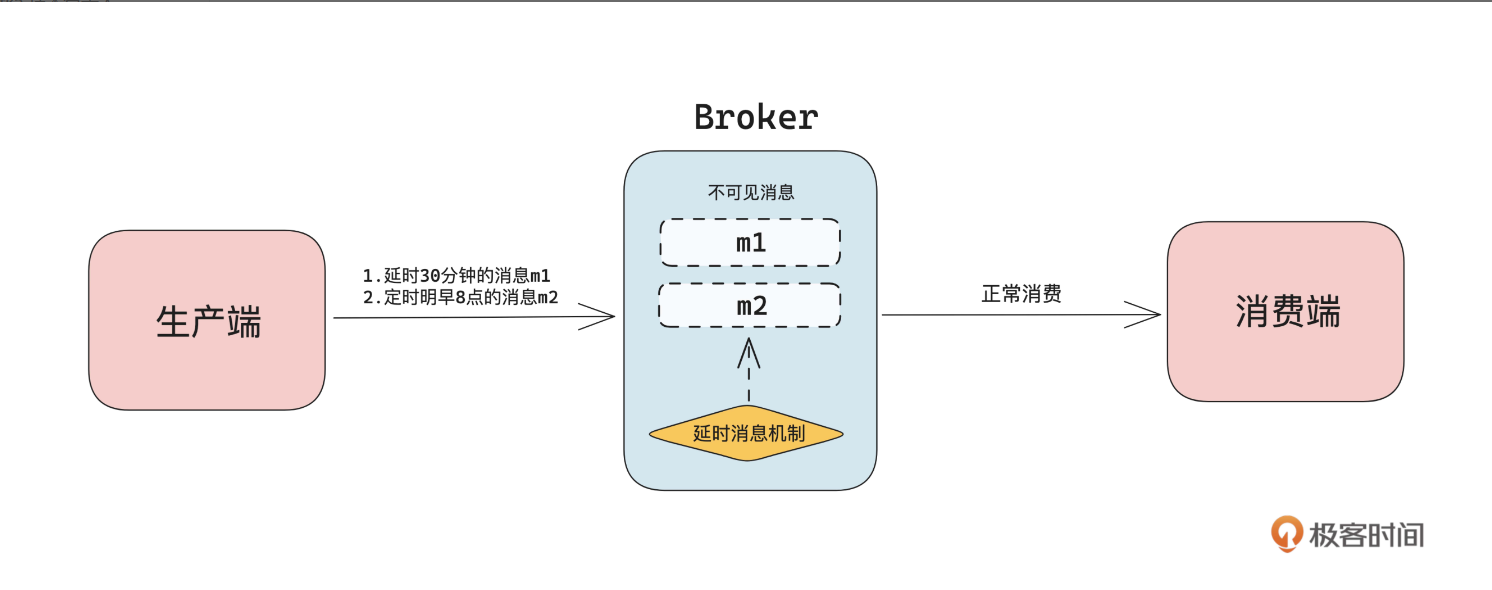 Broker
不可见消息
m1
m2
延时消息机制
生产端
1.延时30分钟的消息m1
2.定时明早8点的消息m2
正常消费
消费端
极客时间